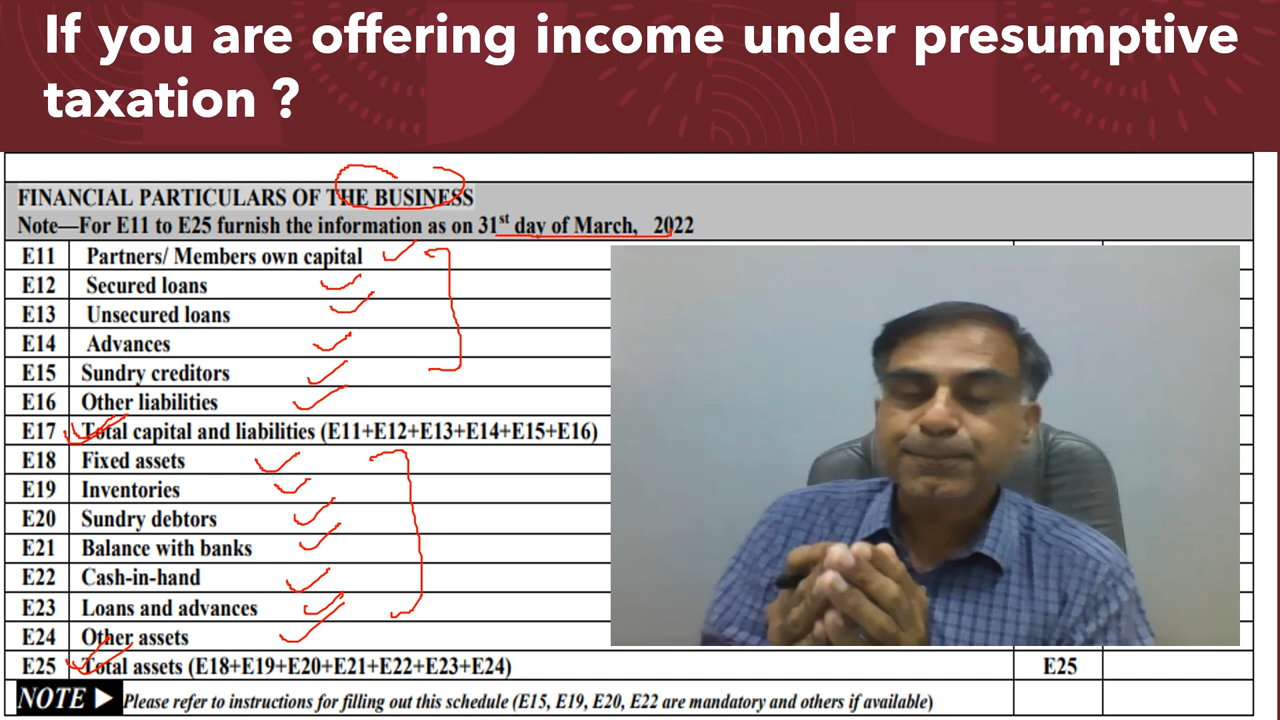 If you are offering income under presumptive
taxation ?
FINANCIAL PARTICULARS OF THE BUSINESS
Note—For E11 to E25 furnish the information as on 31st day of March, 2022
E11 Partners/ Members own capital
E12 Secured loans
E13 Unsecured loans
E14 Advances
E15 Sundry creditors
E16 Other liabilities
E17 Total capital and liabilities (E11+E12+E13+E14+E15+E16)
E18 Fixed assets
E19 Inventories
E20 Sundry debtors
E21 Balance with banks
E22 Cash-in-hand
E23 Loans and advances
E24 Other assets
E25 Total assets (E18+E19+E20+E21+E22+E23+E24) E25
NOTE ► Please refer to instructions for filling out this schedule (E15, E19, E20, E22 are mandatory and others if available)